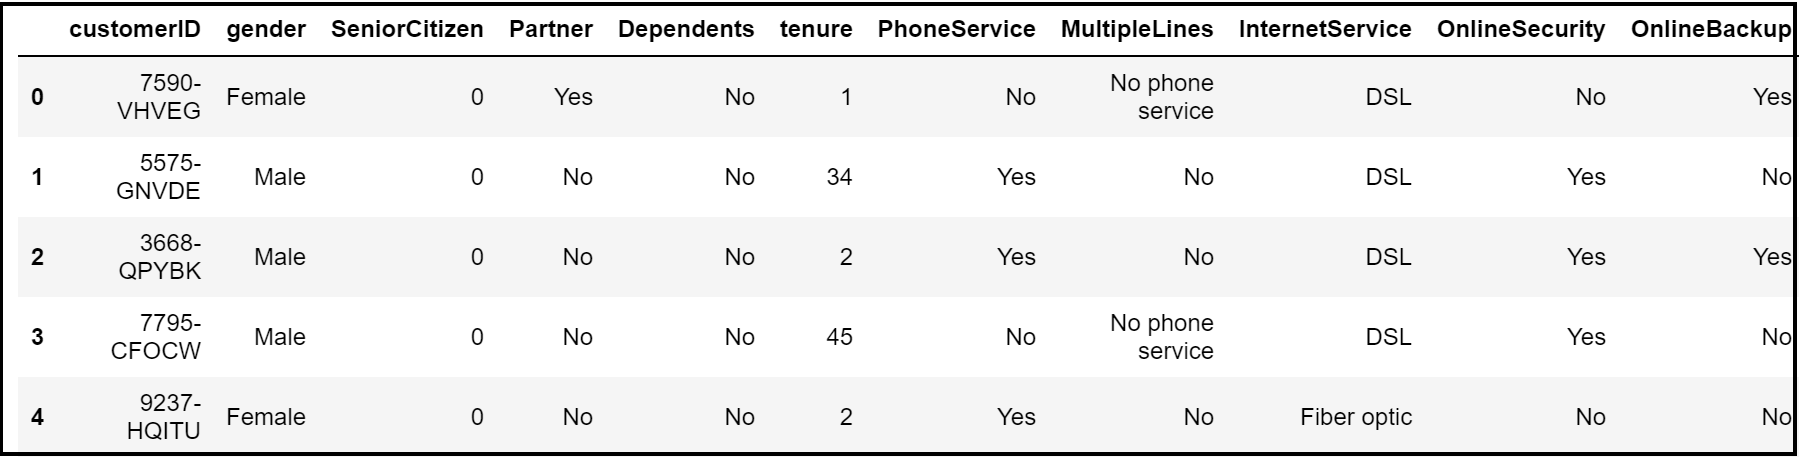 customerID gender SeniorCitizen Partner Dependents tenure PhoneService MultipleLines InternetService OnlineSecurity OnlineBackup
0 7590-VHVEG Female 0 Yes No 1 No No phone service DSL No Yes
1 5575-GNVDE Male 0 No No 34 Yes No DSL Yes No
2 3668-QPYBK Male 0 No No 2 Yes No DSL Yes Yes
3 7795-CFOCW Male 0 No No 45 No No phone service DSL Yes No
4 9237-HQITU Female 0 No No 2 Yes No Fiber optic No No